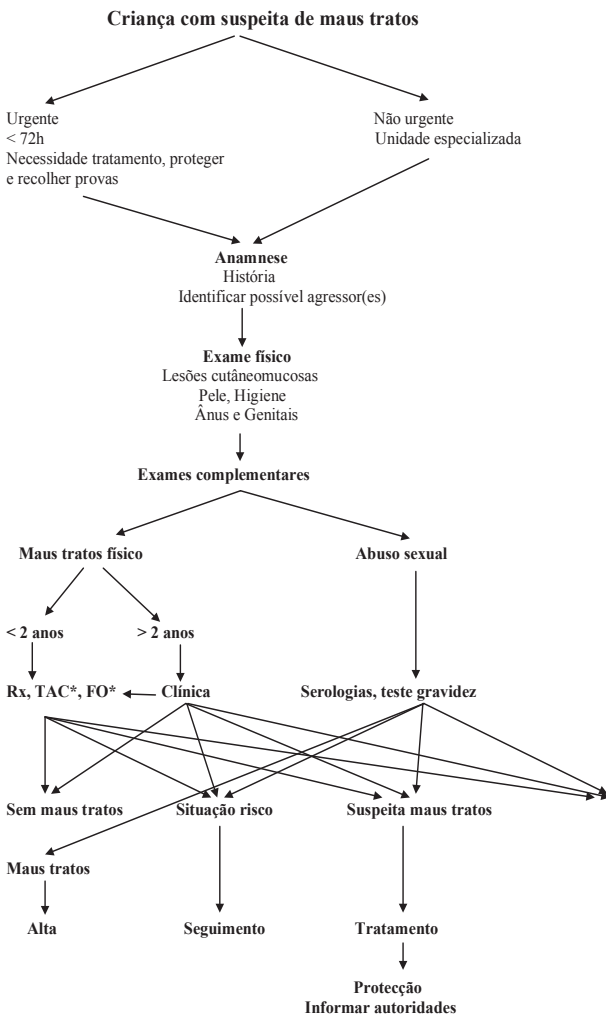 Criança com suspeita de maus tratos
Urgente
< 72h
Necessidade tratamento, proteger
e recolher provas
Não urgente
Unidade especializada
Anamnese
História
Identificar possível agressor(es)
Exame físico
Lesões cutâneomucosas
Pele, Higiene
Ânus e Genitais
Exames complementares
Maus tratos físico
Abuso sexual
< 2 anos
> 2 anos
Rx, TAC*, FO*
Clínica
Serologias, teste gravidez
Sem maus tratos
Situação risco
Suspeita maus tratos
Maus tratos
Alta
Seguimento
Tratamento
Protecção
Informar autoridades